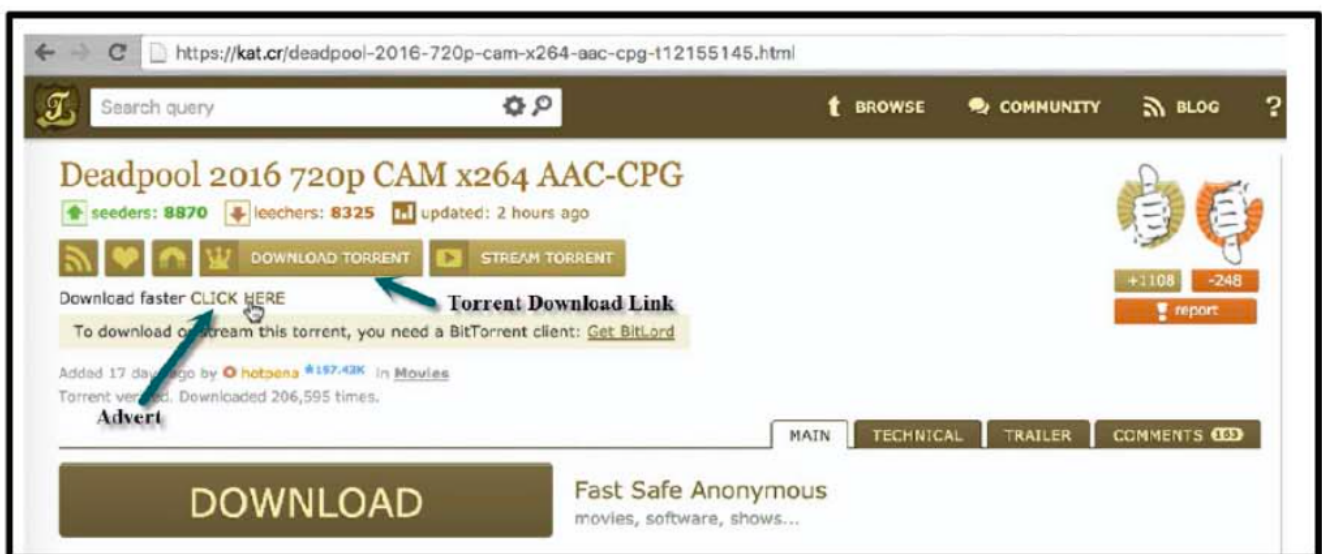 https://kat.cr/deadpool-2016-720p-cam-x264-aac-cpg-t12155145.html
Search query
BROWSE COMMUNITY BLOG ?
Deadpool 2016 720p CAM x264 AAC-CPG
seeders: 8870 leechers: 8325 updated: 2 hours ago
DOWNLOAD TORRENT STREAM TORRENT
+1108 -248
Download faster CLICK HERE
Torrent Download Link
report
To download or stream this torrent, you need a BitTorrent client: Get BitLord
Added 17 days ago by hotpena 157.42K in Movies
Torrent verified. Downloaded 206,595 times.
Advert
MAIN TECHNICAL TRAILER COMMENTS 163
DOWNLOAD
Fast Safe Anonymous
movies, software, shows...